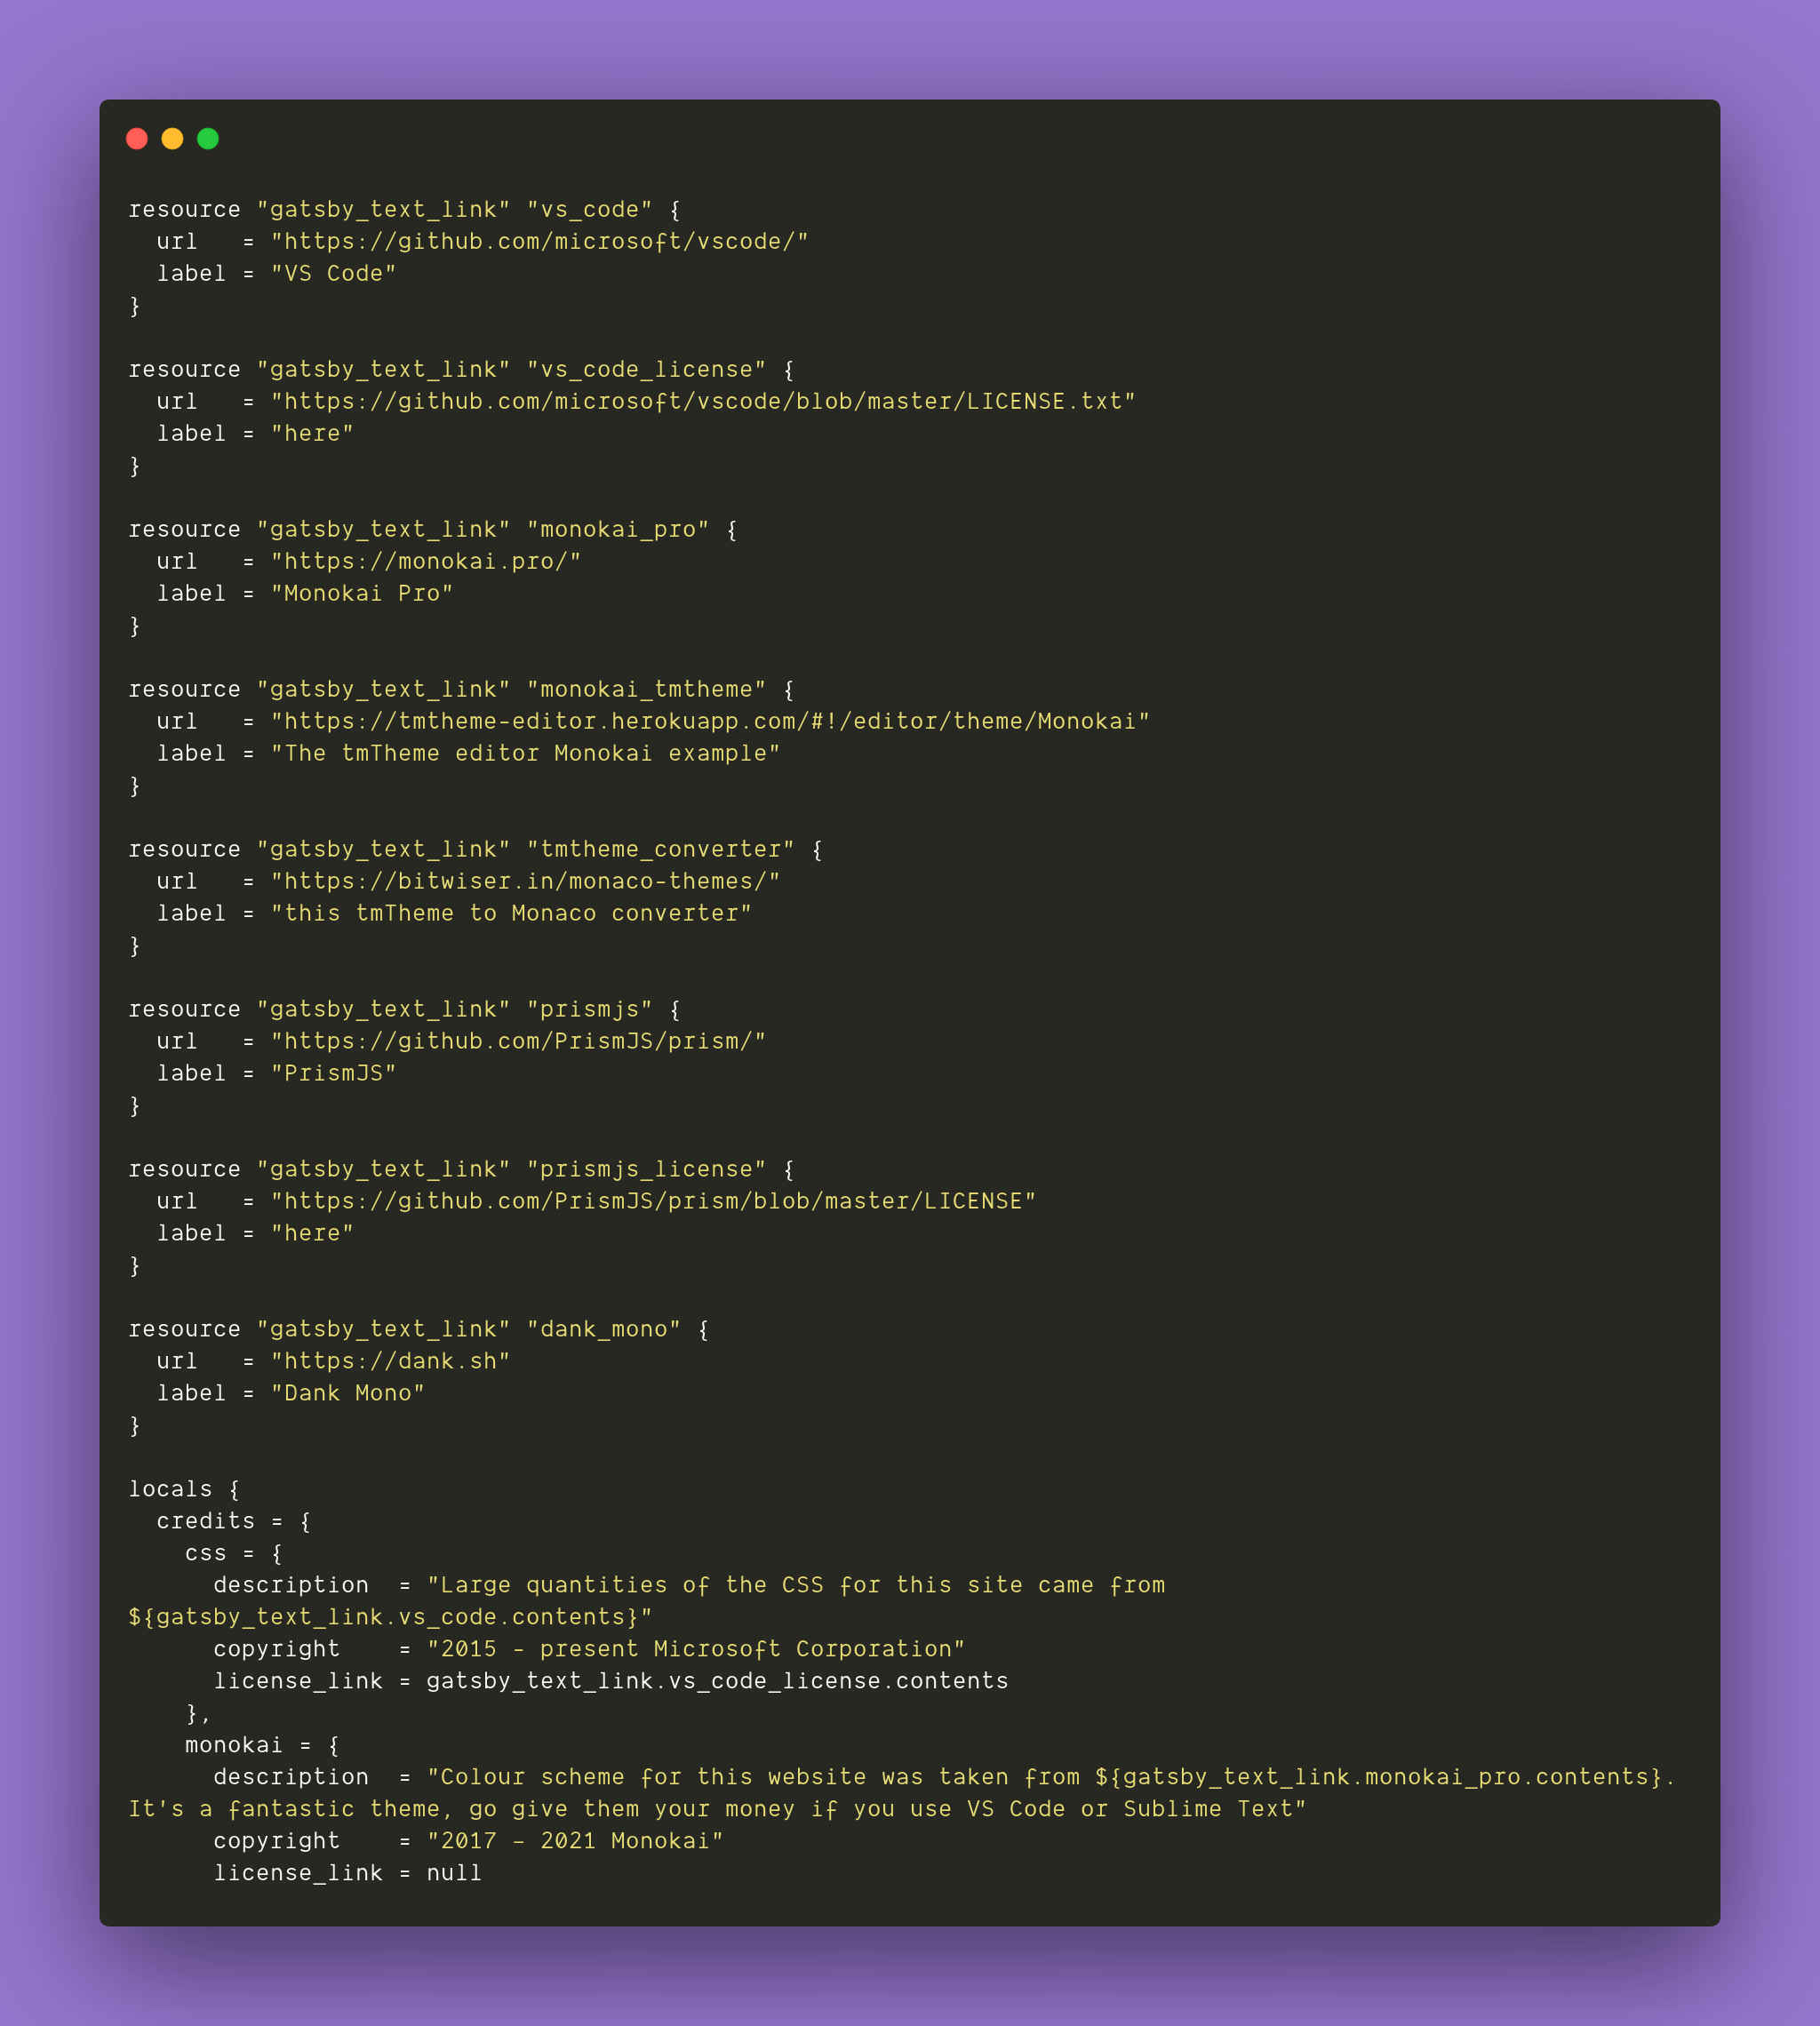 resource "gatsby_text_link" "vs_code" {
  url   = "https://github.com/microsoft/vscode/"
  label = "VS Code"
}

resource "gatsby_text_link" "vs_code_license" {
  url   = "https://github.com/microsoft/vscode/blob/master/LICENSE.txt"
  label = "here"
}

resource "gatsby_text_link" "monokai_pro" {
  url   = "https://monokai.pro/"
  label = "Monokai Pro"
}

resource "gatsby_text_link" "monokai_tmtheme" {
  url   = "https://tmtheme-editor.herokuapp.com/#!/editor/theme/Monokai"
  label = "The tmTheme editor Monokai example"
}

resource "gatsby_text_link" "tmtheme_converter" {
  url   = "https://bitwiser.in/monaco-themes/"
  label = "this tmTheme to Monaco converter"
}

resource "gatsby_text_link" "prismjs" {
  url   = "https://github.com/PrismJS/prism/"
  label = "PrismJS"
}

resource "gatsby_text_link" "prismjs_license" {
  url   = "https://github.com/PrismJS/prism/blob/master/LICENSE"
  label = "here"
}

resource "gatsby_text_link" "dank_mono" {
  url   = "https://dank.sh"
  label = "Dank Mono"
}

locals {
  credits = {
    css = {
      description  = "Large quantities of the CSS for this site came from
${gatsby_text_link.vs_code.contents}"
      copyright    = "2015 - present Microsoft Corporation"
      license_link = gatsby_text_link.vs_code_license.contents
    },
    monokai = {
      description  = "Colour scheme for this website was taken from ${gatsby_text_link.monokai_pro.contents}.
It's a fantastic theme, go give them your money if you use VS Code or Sublime Text"
      copyright    = "2017 – 2021 Monokai"
      license_link = null